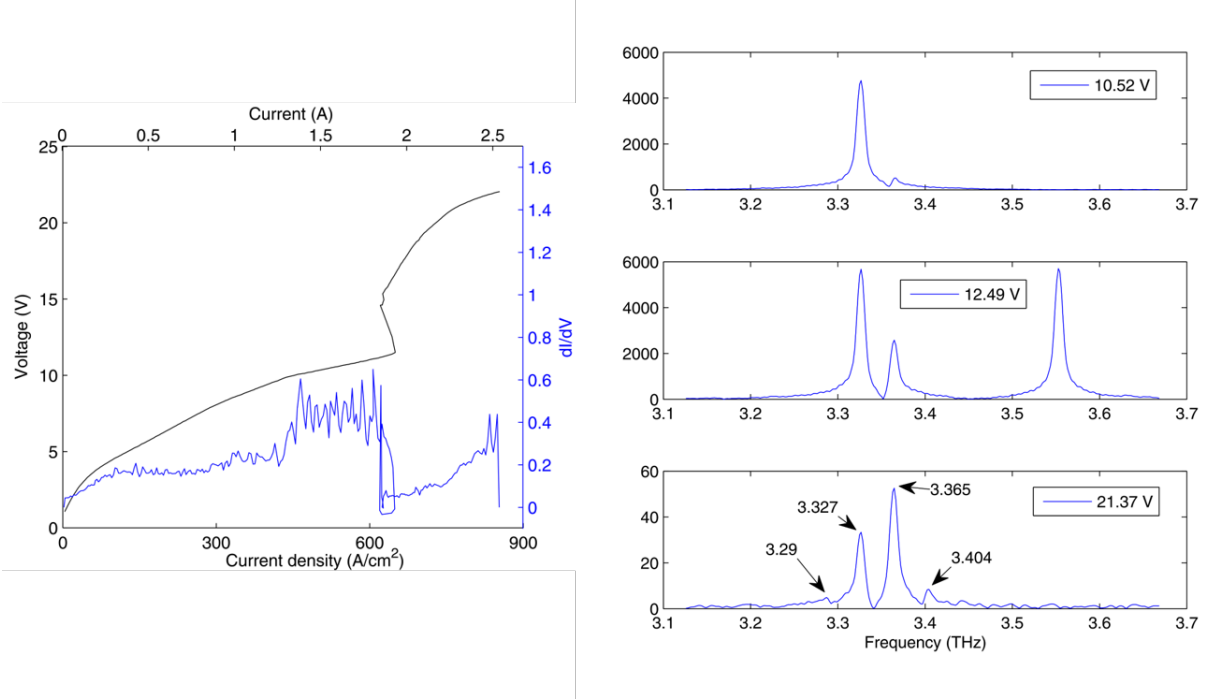 Current (A)
0 0.5 1 1.5 2 2.5
25
20
15
10
5
0
Voltage (V)
1.6
1.4
1.2
1
0.8
0.6
0.4
0.2
0
dI/dV
0 300 600 900
Current density (A/cm²)
6000
4000
2000
0
10.52 V
3.1 3.2 3.3 3.4 3.5 3.6 3.7
6000
4000
2000
0
12.49 V
3.1 3.2 3.3 3.4 3.5 3.6 3.7
60
40
20
0
21.37 V
3.365
3.327
3.29
3.404
3.1 3.2 3.3 3.4 3.5 3.6 3.7
Frequency (THz)